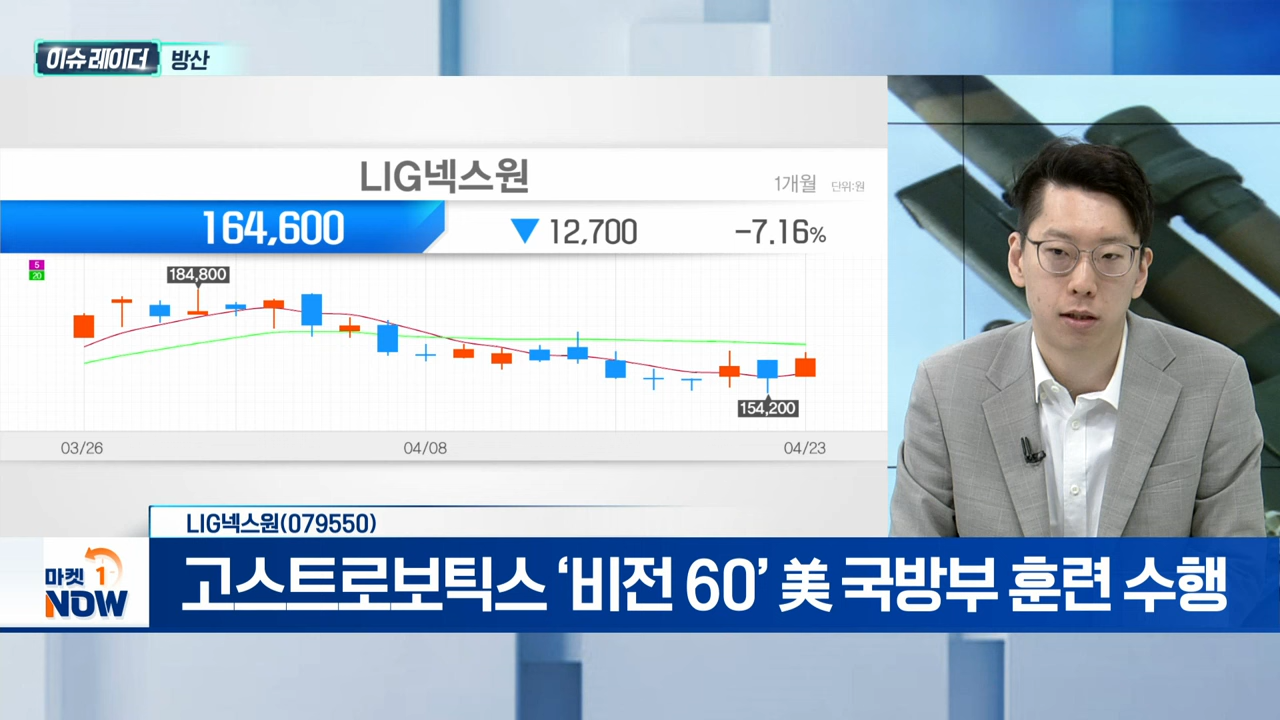 이슈 레이더 방산
LIG넥스원
1개월 단위:원
164,600 ▼ 12,700 -7.16%
5
20
184,800
154,200
03/26 04/08 04/23
LIG넥스원(079550)
마켓 1
NOW
고스트로보틱스 ‘비전 60’ 美 국방부 훈련 수행